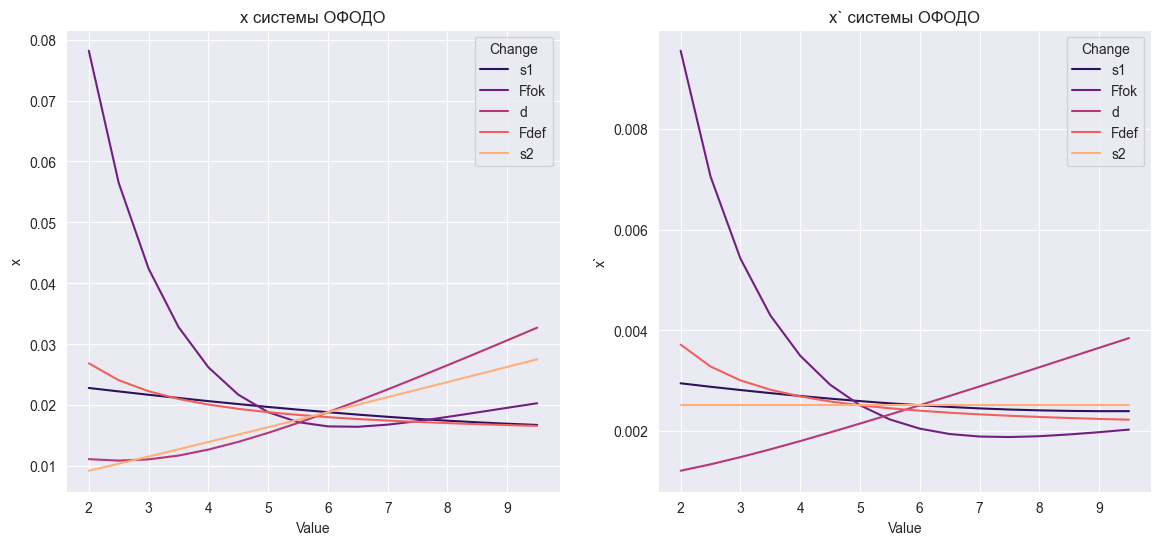 x системы ОФОДО
0.08
0.07
0.06
0.05
0.04
0.03
0.02
0.01
x
2
3
4
5
6
7
8
9
Value
Change
s1
Ffok
d
Fdef
s2
x` системы ОФОДО
0.008
0.006
0.004
0.002
x`
2
3
4
5
6
7
8
9
Value
Change
s1
Ffok
d
Fdef
s2